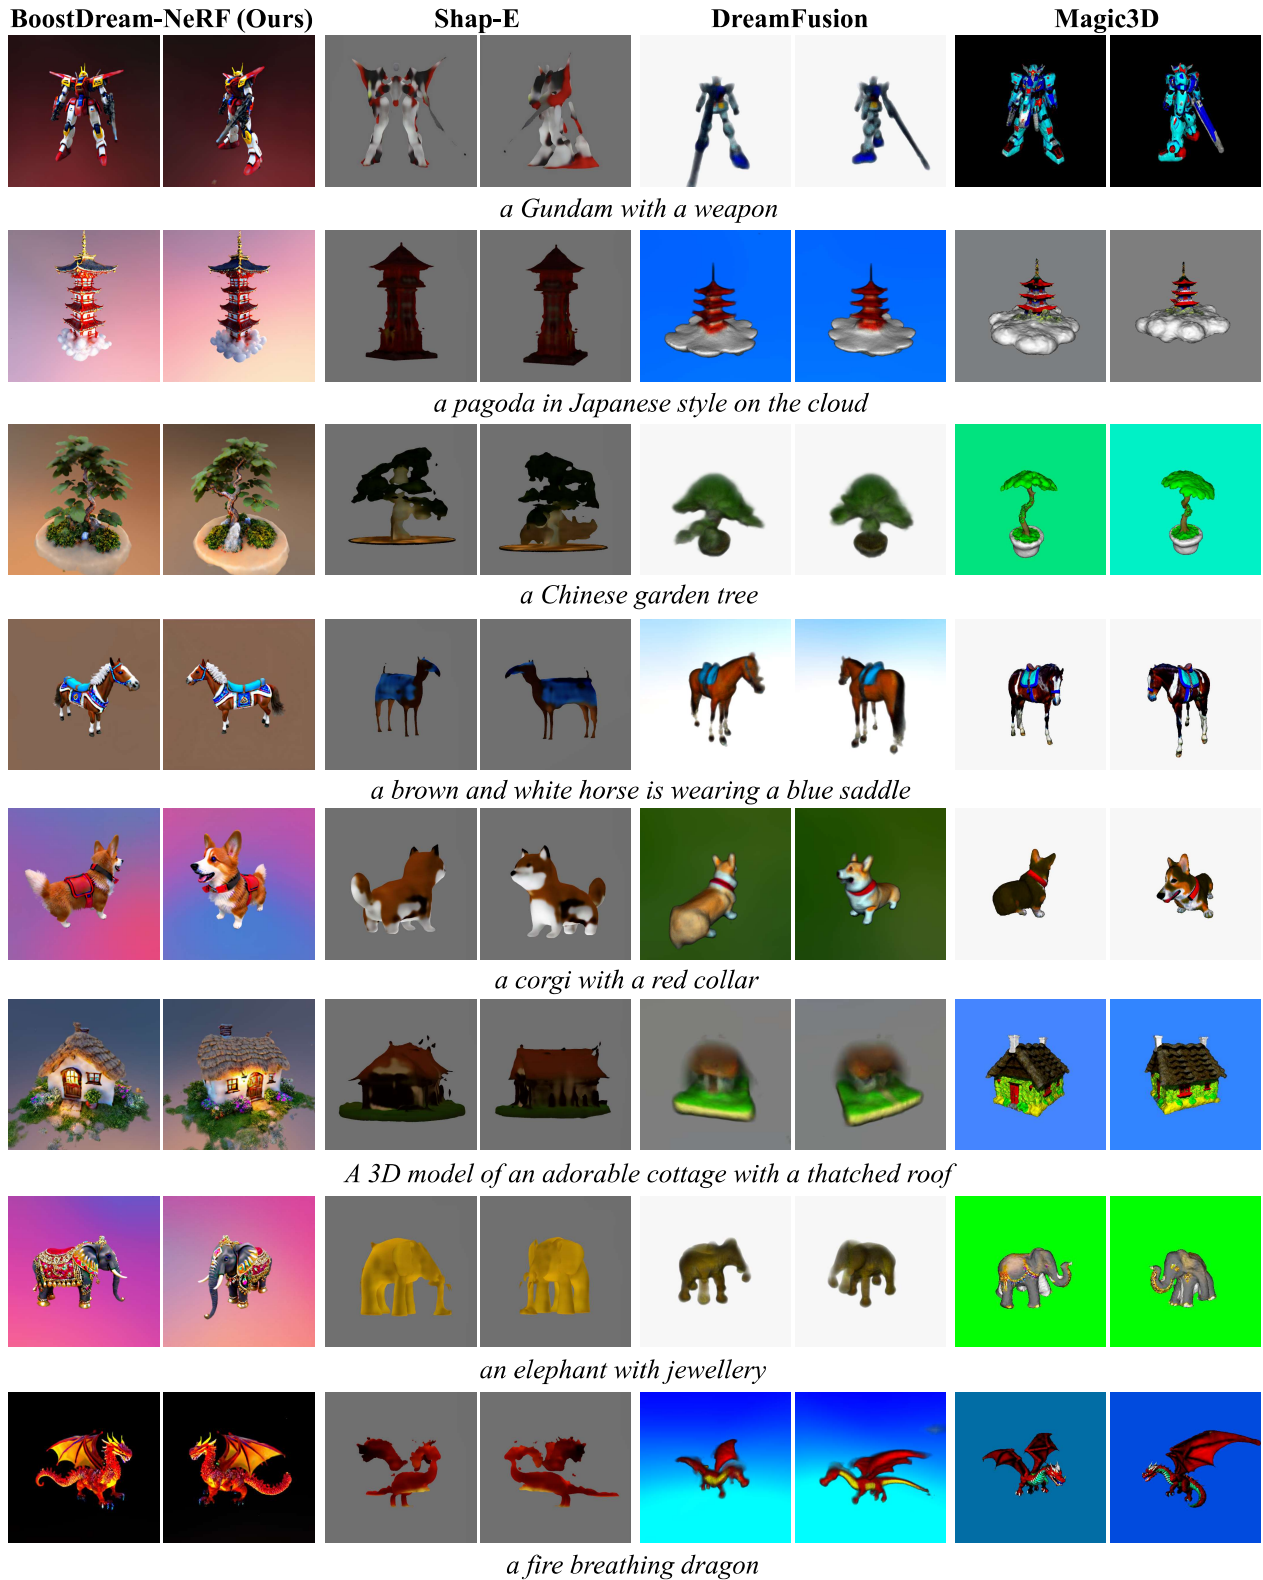 BoostDream-NeRF (Ours) Shap-E DreamFusion Magic3D
a Gundam with a weapon
a pagoda in Japanese style on the cloud
a Chinese garden tree
a brown and white horse is wearing a blue saddle
a corgi with a red collar
A 3D model of an adorable cottage with a thatched roof
an elephant with jewellery
a fire breathing dragon